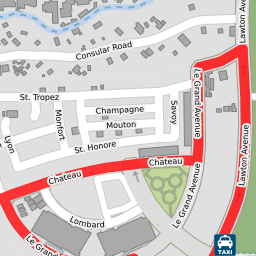 Lawton Avenue
Consular Road
Le Grand Avenue
St. Tropez
Champagne
Savoy
Mouton
Monfort
Lyon
St. Honore
Chateau
Chateau
Lawton Avenue
Le Grand Avenue
Lombard
Le Grand
TAXI